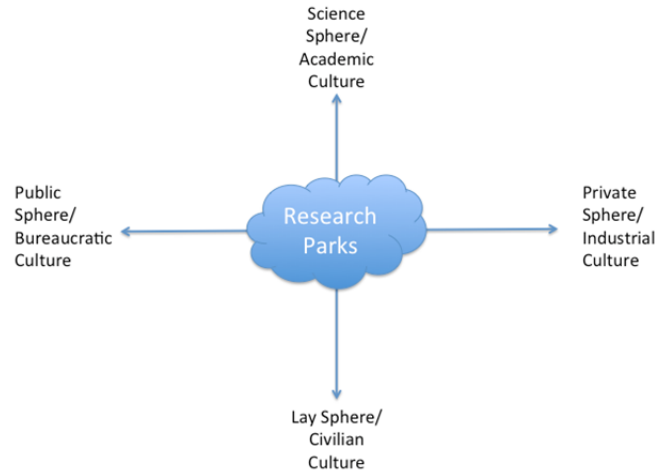 Science
Sphere/
Academic
Culture
Public
Sphere/
Bureaucratic
Culture
Research
Parks
Private
Sphere/
Industrial
Culture
Lay Sphere/
Civilian
Culture